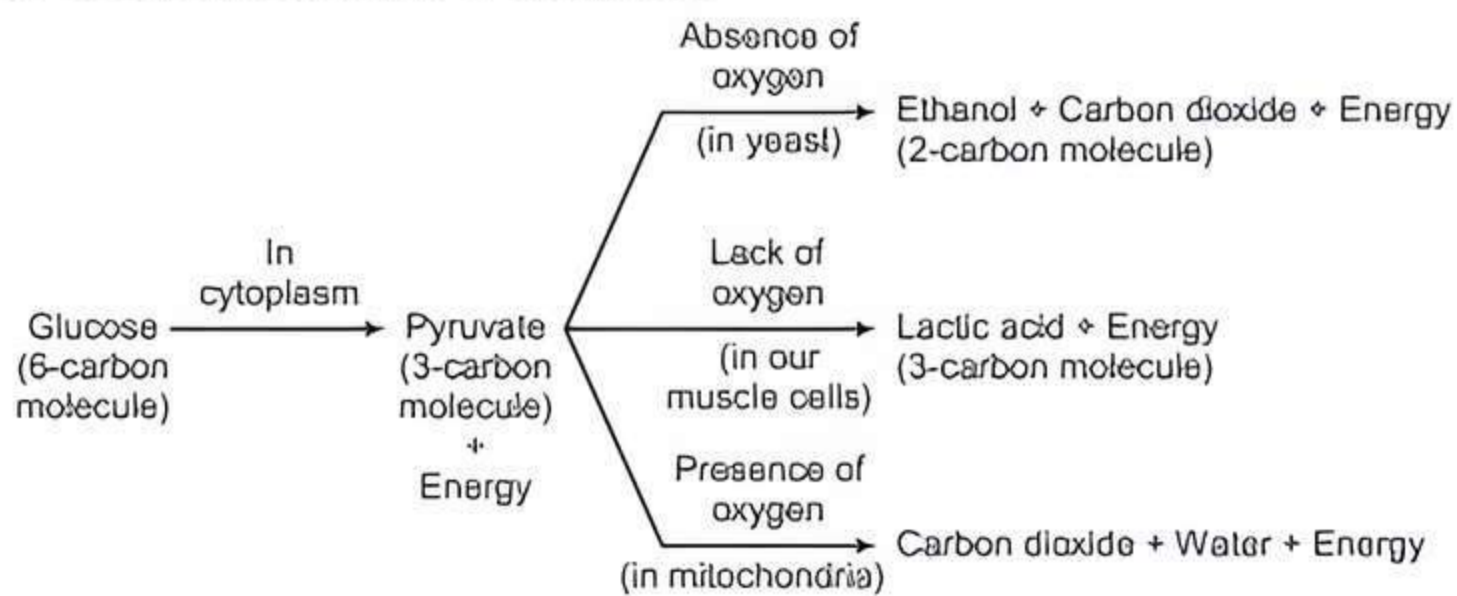 Absence of
oxygen
Ethanol + Carbon dioxide + Energy
(in yeast)
(2-carbon molecule)
In
cytoplasm
Lack of
oxygen
Glucose
(6-carbon
molecule)
Pyruvate
(3-carbon
molecule)
+
Energy
Lactic acid + Energy
(in our
muscle cells)
(3-carbon molecule)
Presence of
oxygen
Carbon dioxide + Water + Energy
(in mitochondria)